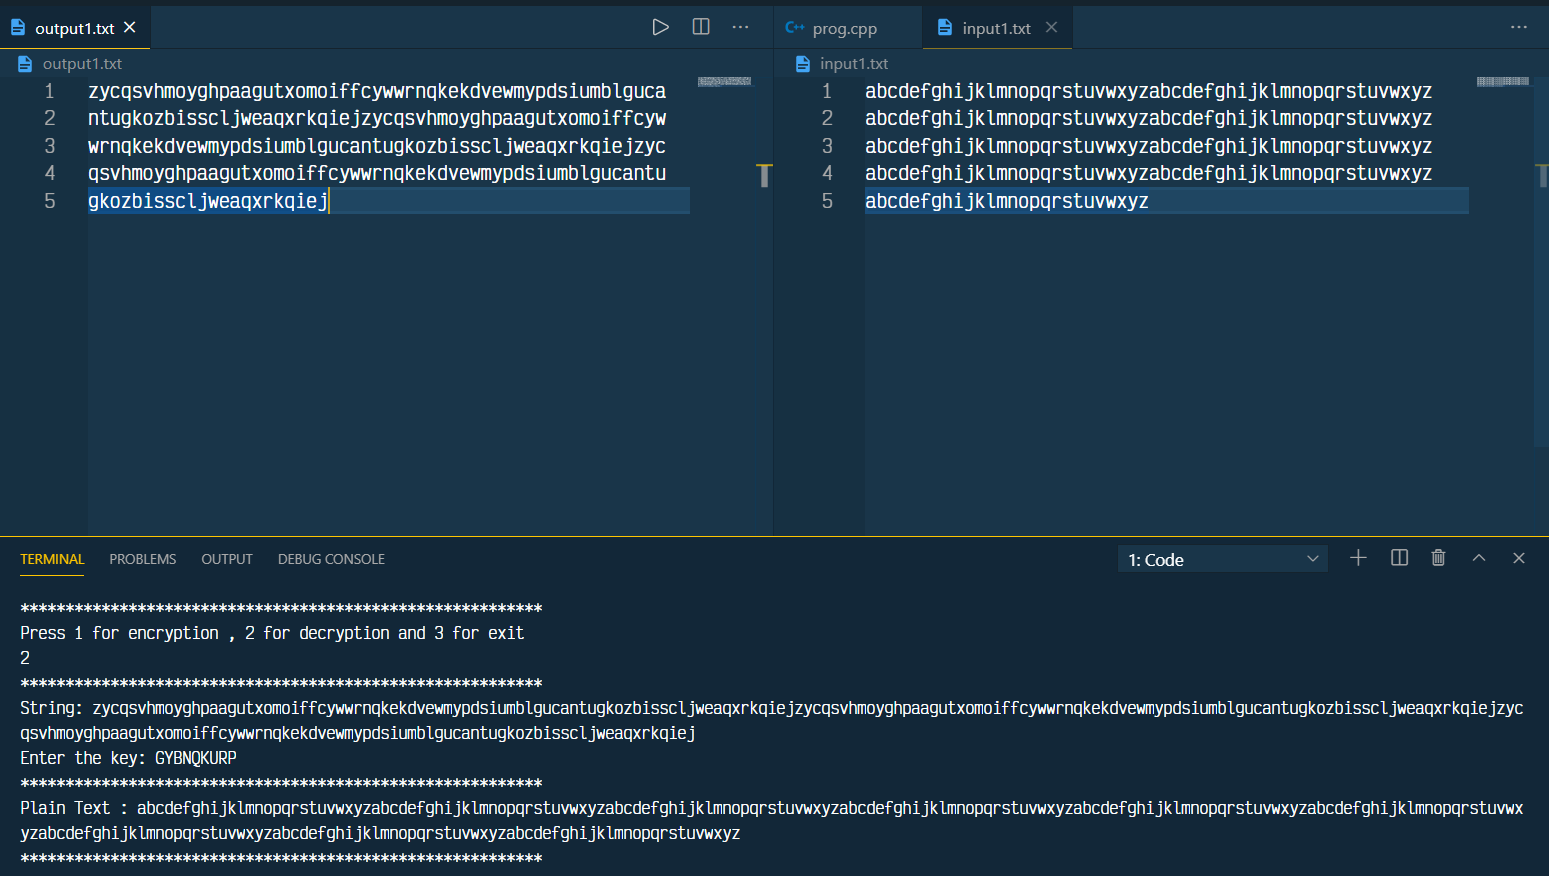 output1.txt
prog.cpp
input1.txt
output1.txt
1 zycqsvhmoyghpaagutxomoiffcywwrnqkekdvewmypdsiumblguca
2 ntugkozbisscljweaqxrkqiejzycqsvhmoyghpaagutxomoiffcyw
3 wrnqkekdvewmypdsiumblgucantugkozbisscljweaqxrkqiejzyc
4 qsvhmoyghpaagutxomoiffcywwrnqkekdvewmypdsiumblgucantu
5 gkozbisscljweaqxrkqiej
input1.txt
1 abcdefghijklmnopqrstuvwxyzabcdefghijklmnopqrstuvwxyz
2 abcdefghijklmnopqrstuvwxyzabcdefghijklmnopqrstuvwxyz
3 abcdefghijklmnopqrstuvwxyzabcdefghijklmnopqrstuvwxyz
4 abcdefghijklmnopqrstuvwxyzabcdefghijklmnopqrstuvwxyz
5 abcdefghijklmnopqrstuvwxyz
TERMINAL PROBLEMS OUTPUT DEBUG CONSOLE 1: Code
**********************************************************
Press 1 for encryption , 2 for decryption and 3 for exit
2
**********************************************************
String: zycqsvhmoyghpaagutxomoiffcywwrnqkekdvewmypdsiumblgucantugkozbisscljweaqxrkqiejzycqsvhmoyghpaagutxomoiffcywwrnqkekdvewmypdsiumblgucantugkozbisscljweaqxrkqiejzyc
qsvhmoyghpaagutxomoiffcywwrnqkekdvewmypdsiumblgucantugkozbisscljweaqxrkqiej
Enter the key: GYBNQKURP
**********************************************************
Plain Text : abcdefghijklmnopqrstuvwxyzabcdefghijklmnopqrstuvwxyzabcdefghijklmnopqrstuvwxyzabcdefghijklmnopqrstuvwxyzabcdefghijklmnopqrstuvwxyzabcdefghijklmnopqrstuvwx
yzabcdefghijklmnopqrstuvwxyzabcdefghijklmnopqrstuvwxyzabcdefghijklmnopqrstuvwxyz
**********************************************************